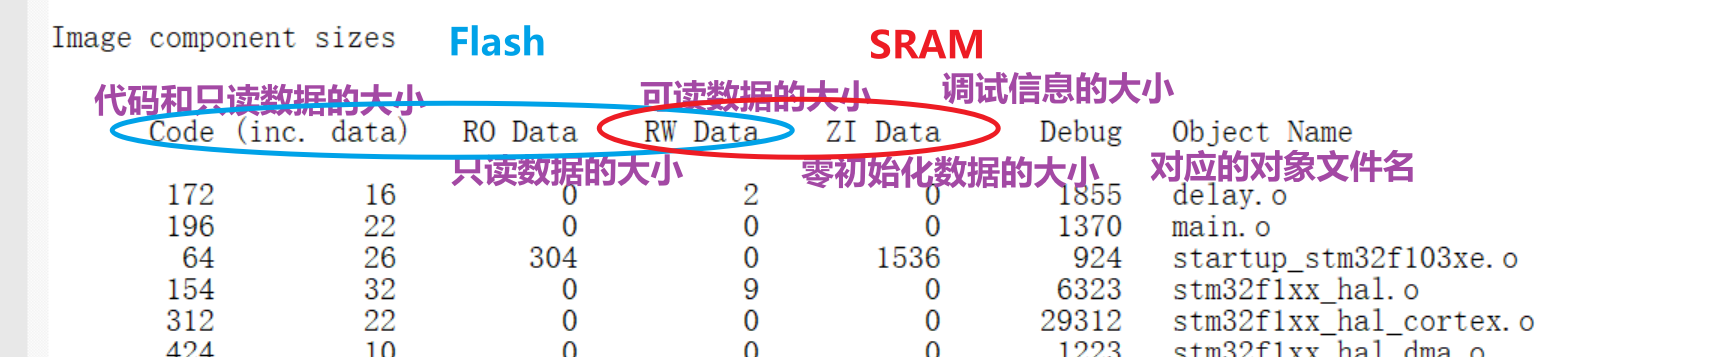 Image component sizes Flash SRAM
代码和只读数据的大小 可读数据的大小 调试信息的大小
Code (inc. data) RO Data RW Data ZI Data Debug Object Name
只读数据的大小 零初始化数据的大小 对应的对象文件名
172 16 0 2 0 1855 delay.o
196 22 0 0 0 1370 main.o
64 26 304 0 1536 924 startup_stm32f103xe.o
154 32 0 9 0 6323 stm32f1xx_hal.o
312 22 0 0 0 29312 stm32f1xx_hal_cortex.o
424 10 0 0 0 1223 stm32f1xx_hal_dma.o